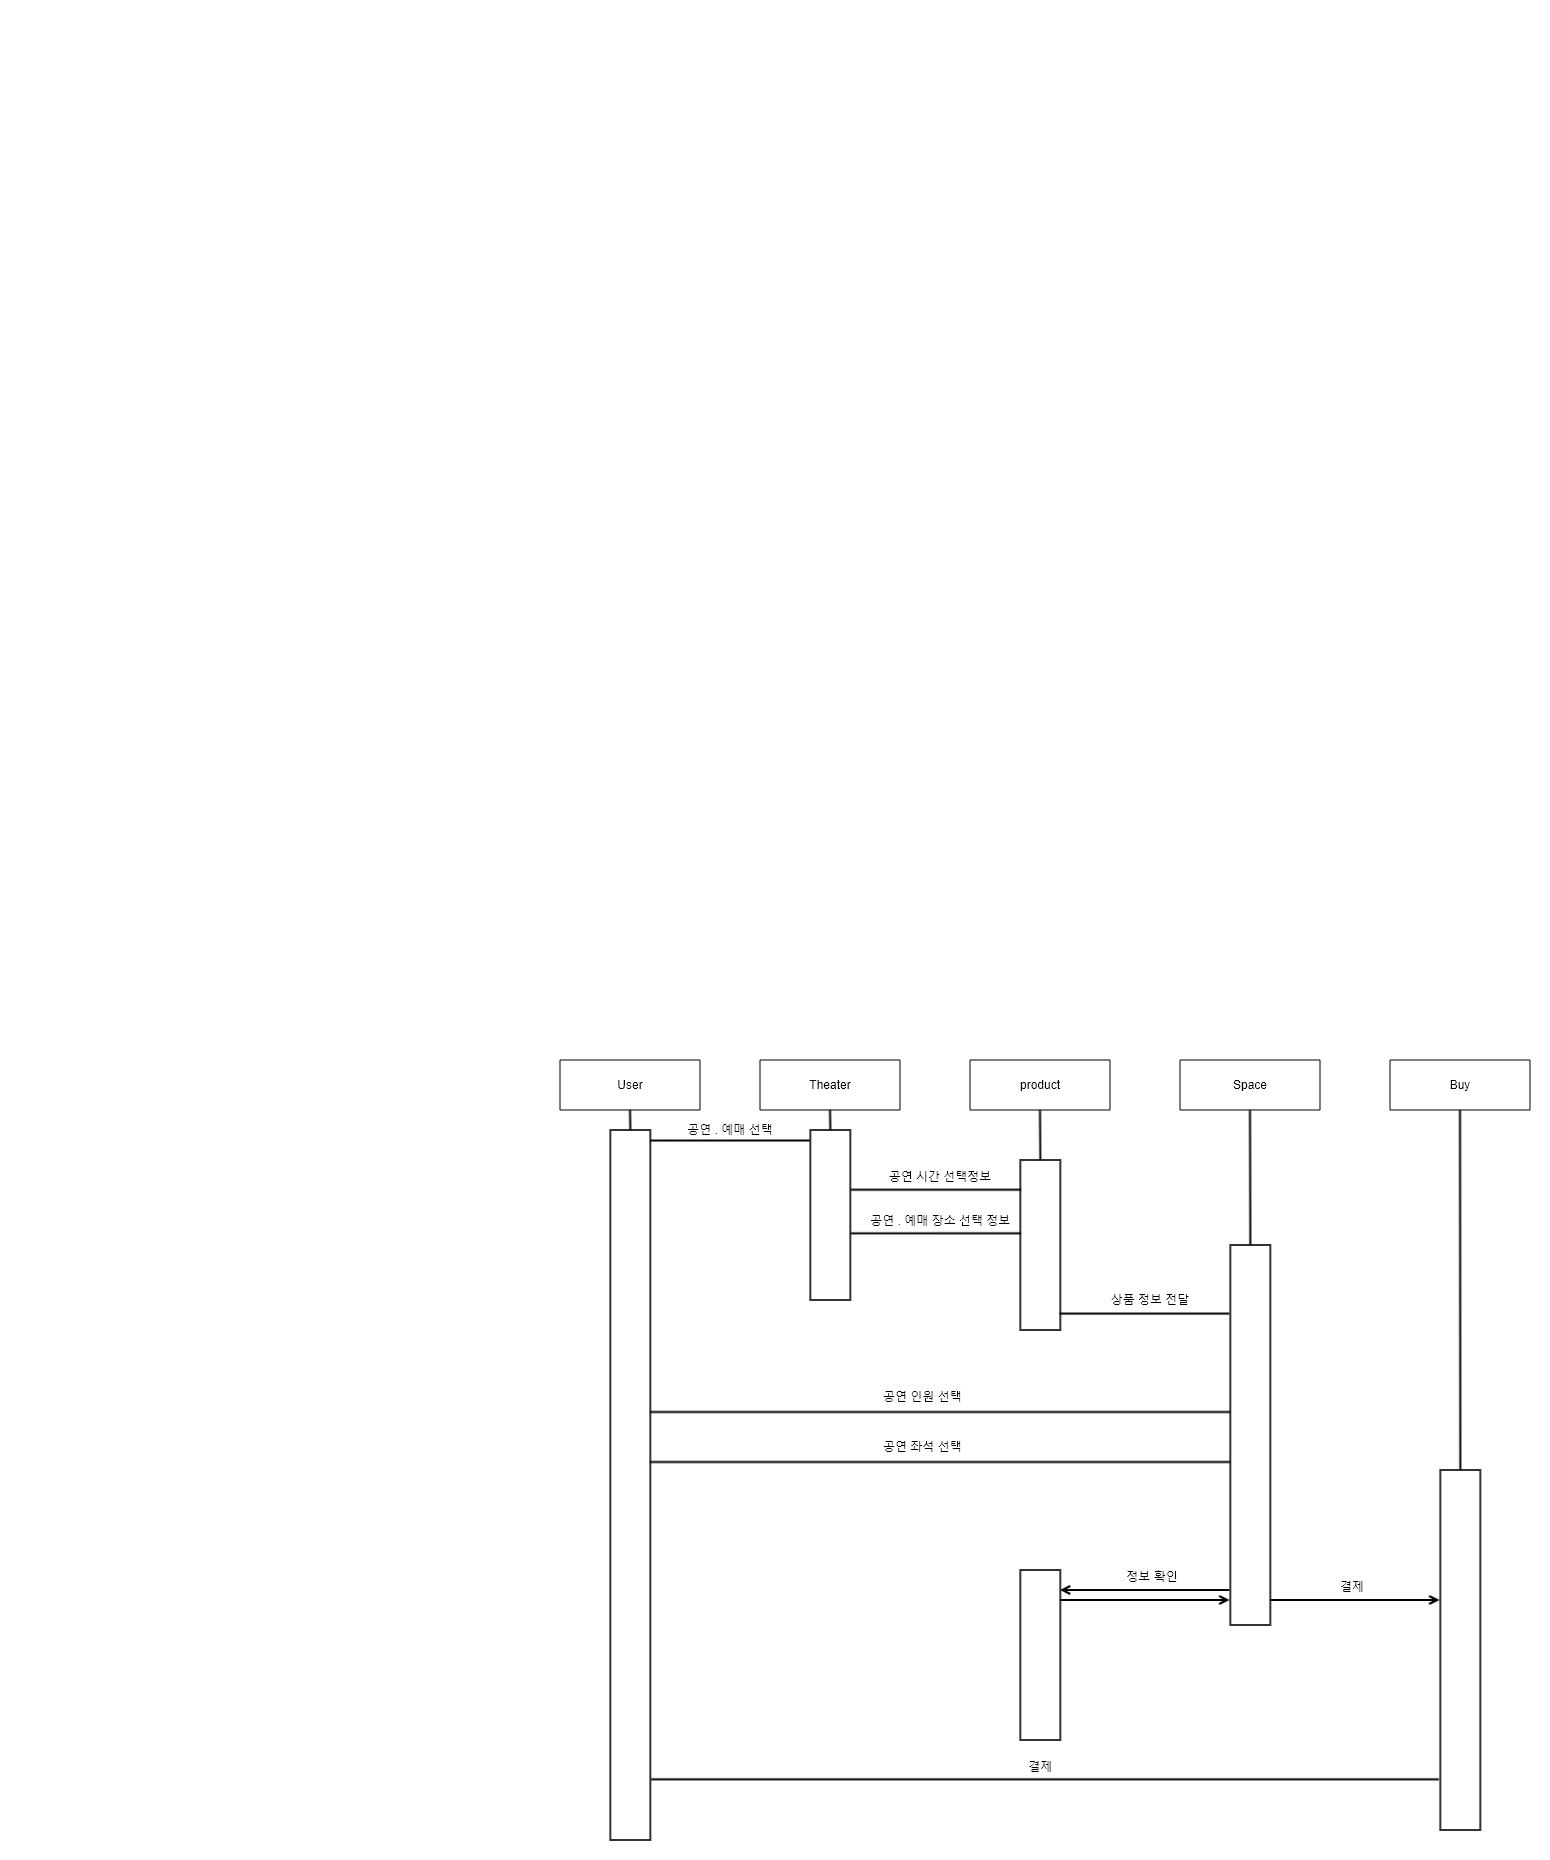 User
Theater
product
Space
Buy
공연 . 예매 선택
공연 시간 선택정보
공연 . 예매 장소 선택 정보
상품 정보 전달
공연 인원 선택
공연 좌석 선택
정보 확인
결제
결제